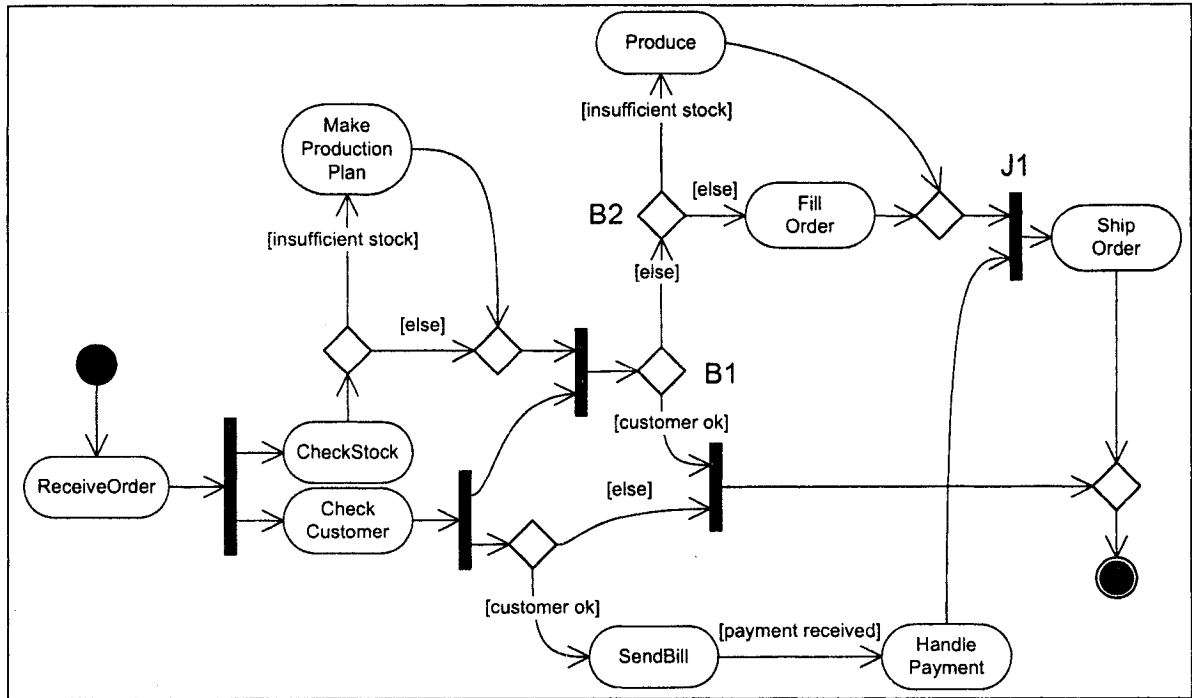 Produce
[insufficient stock]
Make
Production
Plan
J1
[else]
Fill
Order
B2
Ship
Order
[insufficient stock]
[else]
[else]
B1
[customer ok]
CheckStock
ReceiveOrder
[else]
Check
Customer
[customer ok]
[payment received]
SendBill
Handle
Payment